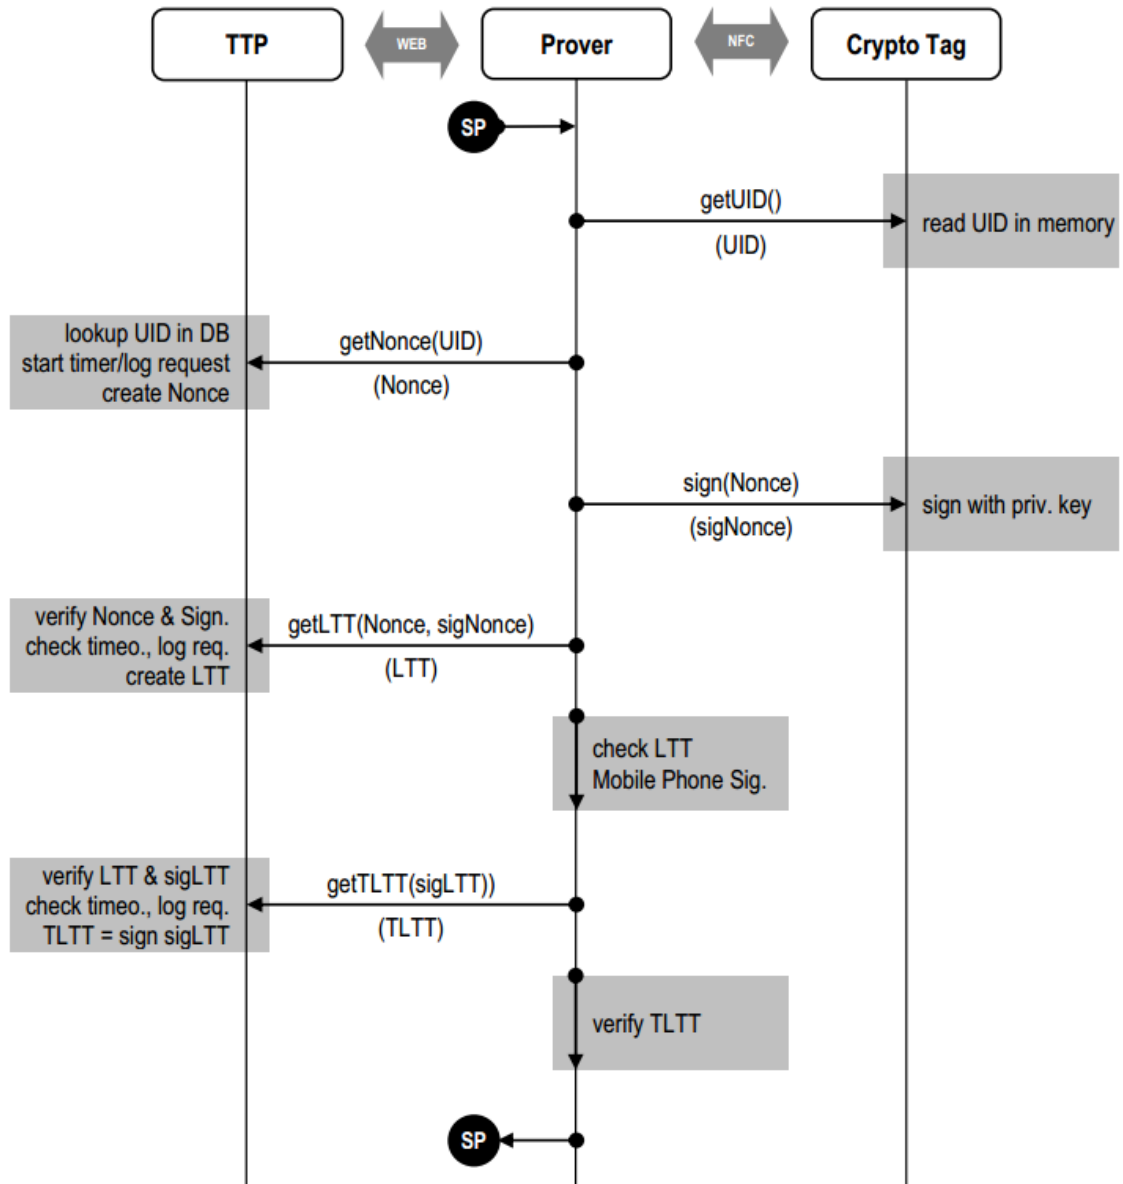 TTP
WEB
Prover
NFC
Crypto Tag
SP
getUID()
(UID)
read UID in memory
lookup UID in DB
start timer/log request
create Nonce
getNonce(UID)
(Nonce)
sign(Nonce)
(sigNonce)
sign with priv. key
verify Nonce & Sign.
check timeo., log req.
create LTT
getLTT(Nonce, sigNonce)
(LTT)
check LTT
Mobile Phone Sig.
verify LTT & sigLTT
check timeo., log req.
TLTT = sign sigLTT
getTLTT(sigLTT))
(TLTT)
verify TLTT
SP